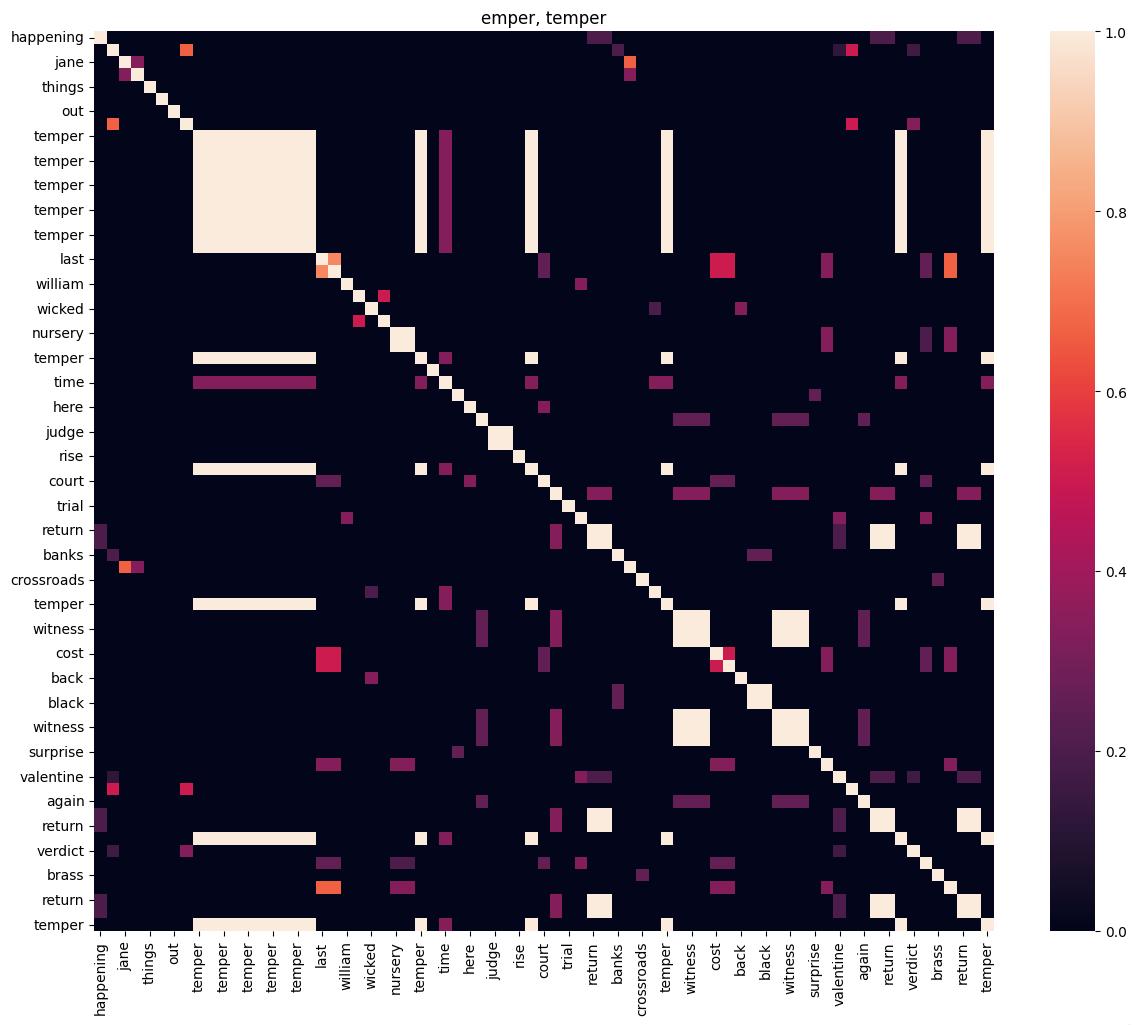 emper, temper
happening
jane
things
out
temper
temper
temper
temper
temper
last
william
wicked
nursery
temper
time
here
judge
rise
court
trial
return
banks
crossroads
temper
witness
cost
back
black
witness
surprise
valentine
again
return
verdict
brass
return
temper
happening
jane
things
out
temper
temper
temper
temper
temper
last
william
wicked
nursery
temper
time
here
judge
rise
court
trial
return
banks
crossroads
temper
witness
cost
back
black
witness
surprise
valentine
again
return
verdict
brass
return
temper
1.0
0.8
0.6
0.4
0.2
0.0